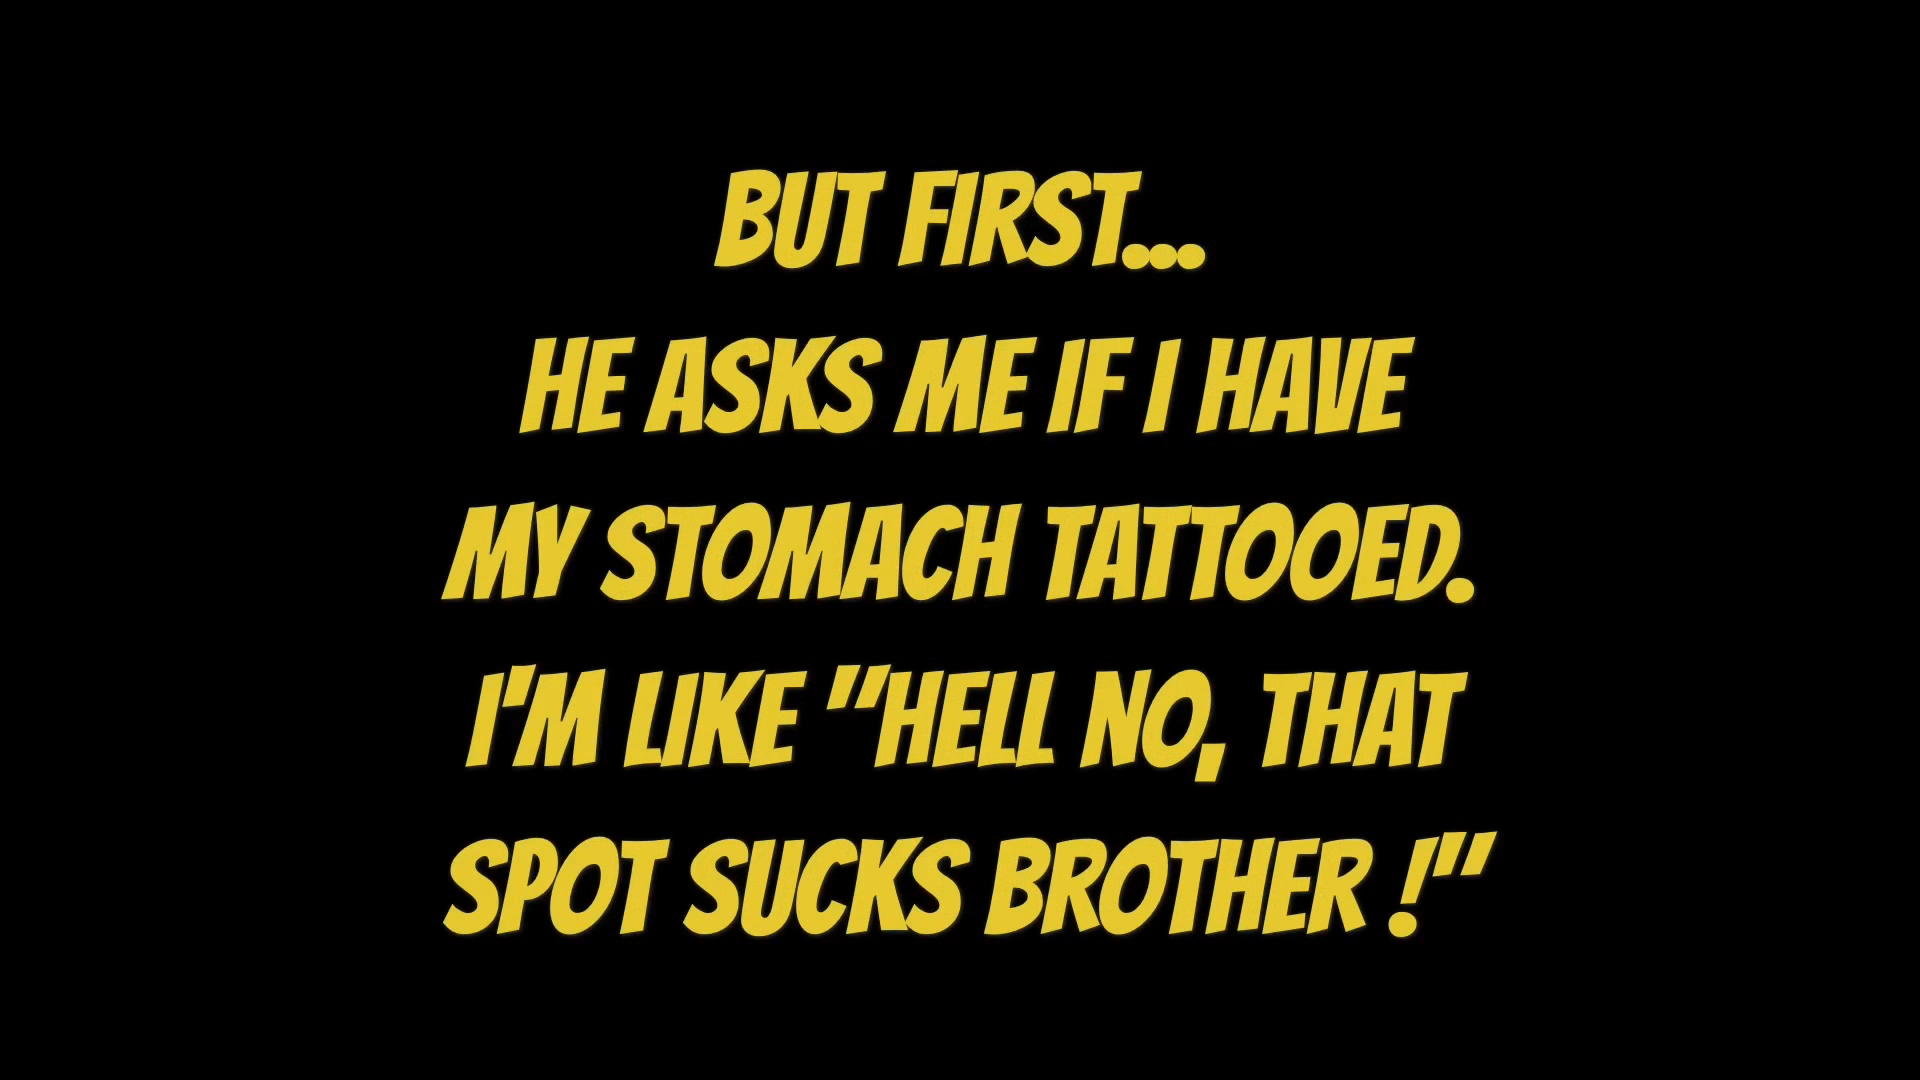 BUT FIRST...
HE ASKS ME IF I HAVE
MY STOMACH TATTOOED.
I'M LIKE "HELL NO, THAT
SPOT SUCKS BROTHER !"